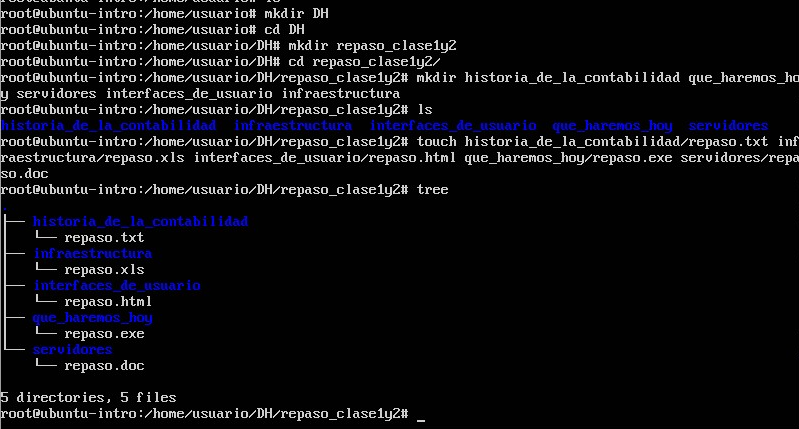 root@ubuntu-intro:/home/usuario# mkdir DH
root@ubuntu-intro:/home/usuario# cd DH
root@ubuntu-intro:/home/usuario/DH# mkdir repaso_clase1y2
root@ubuntu-intro:/home/usuario/DH# cd repaso_clase1y2/
root@ubuntu-intro:/home/usuario/DH/repaso_clase1y2# mkdir historia_de_la_contabilidad que_haremos_ho
y servidores interfaces_de_usuario infraestructura
root@ubuntu-intro:/home/usuario/DH/repaso_clase1y2# ls
historia_de_la_contabilidad  infraestructura  interfaces_de_usuario  que_haremos_hoy  servidores
root@ubuntu-intro:/home/usuario/DH/repaso_clase1y2# touch historia_de_la_contabilidad/repaso.txt inf
raestructura/repaso.xls interfaces_de_usuario/repaso.html que_haremos_hoy/repaso.exe servidores/repa
so.doc
root@ubuntu-intro:/home/usuario/DH/repaso_clase1y2# tree
.
├── historia_de_la_contabilidad
│   └── repaso.txt
├── infraestructura
│   └── repaso.xls
├── interfaces_de_usuario
│   └── repaso.html
├── que_haremos_hoy
│   └── repaso.exe
└── servidores
    └── repaso.doc
5 directories, 5 files
root@ubuntu-intro:/home/usuario/DH/repaso_clase1y2# _